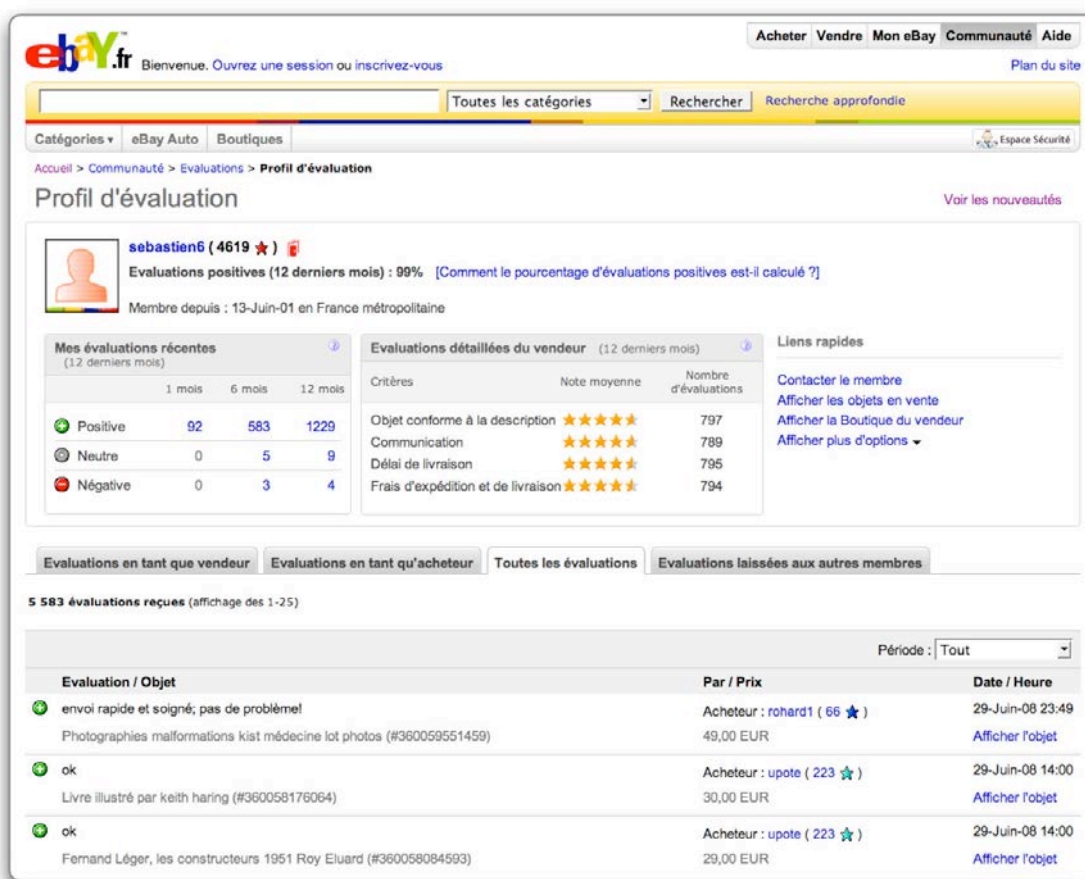 Acheter Vendre Mon eBay Communauté Aide
ebaY.fr Bienvenue. Ouvrez une session ou inscrivez-vous
Plan du site
Toutes les catégories Rechercher Recherche approfondie
Catégories eBay Auto Boutiques
Espace Sécurité
Accueil > Communauté > Evaluations > Profil d'évaluation
Profil d'évaluation
Voir les nouveautés
sebastien6 ( 4619 )
Evaluations positives (12 derniers mois) : 99% [Comment le pourcentage d'évaluations positives est-il calculé ?]
Membre depuis : 13-Juin-01 en France métropolitaine
Mes évaluations récentes
(12 derniers mois)
1 mois 6 mois 12 mois
Positive 92 583 1229
Neutre 0 5 9
Négative 0 3 4
Evaluations détaillées du vendeur (12 derniers mois)
Critères Note moyenne Nombre d'évaluations
Objet conforme à la description 797
Communication 789
Délai de livraison 795
Frais d'expédition et de livraison 794
Liens rapides
Contacter le membre
Afficher les objets en vente
Afficher la Boutique du vendeur
Afficher plus d'options
Evaluations en tant que vendeur Evaluations en tant qu'acheteur Toutes les évaluations Evaluations laissées aux autres membres
5 583 évaluations reçues (affichage des 1-25)
Période : Tout
Evaluation / Objet Par / Prix Date / Heure
envoi rapide et soigné; pas de problème! Acheteur : rohard1 ( 66 ) 29-Juin-08 23:49
Photographies malformations kist médecine lot photos (#360059551459) 49,00 EUR Afficher l'objet
ok Acheteur : upote ( 223 ) 29-Juin-08 14:00
Livre illustré par keith haring (#360058176064) 30,00 EUR Afficher l'objet
ok Acheteur : upote ( 223 ) 29-Juin-08 14:00
Fernand Léger, les constructeurs 1951 Roy Eluard (#360058084593) 29,00 EUR Afficher l'objet